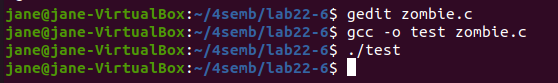 jane@jane-VirtualBox:~/4semb/lab22-6$ gedit zombie.c
jane@jane-VirtualBox:~/4semb/lab22-6$ gcc -o test zombie.c
jane@jane-VirtualBox:~/4semb/lab22-6$ ./test
jane@jane-VirtualBox:~/4semb/lab22-6$